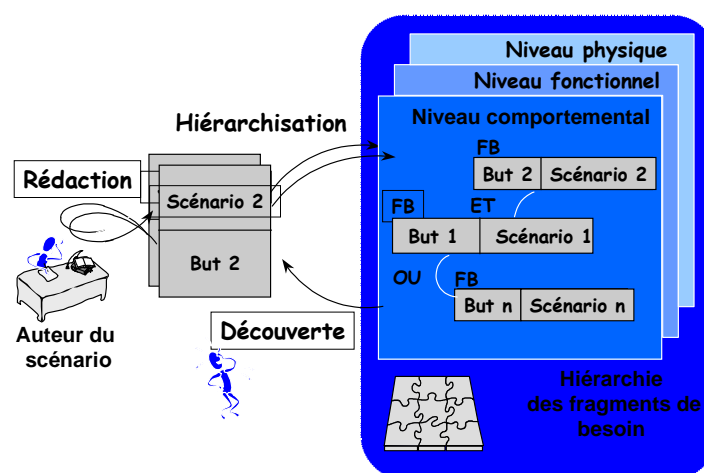 Niveau physique
Niveau fonctionnel
Niveau comportemental
Hiérarchisation
FB
But 2 Scénario 2
Rédaction
Scénario 2
FB ET
But 1 Scénario 1
But 2
OU FB
But n Scénario n
Auteur du
scénario
Découverte
Hiérarchie
des fragments de
besoin